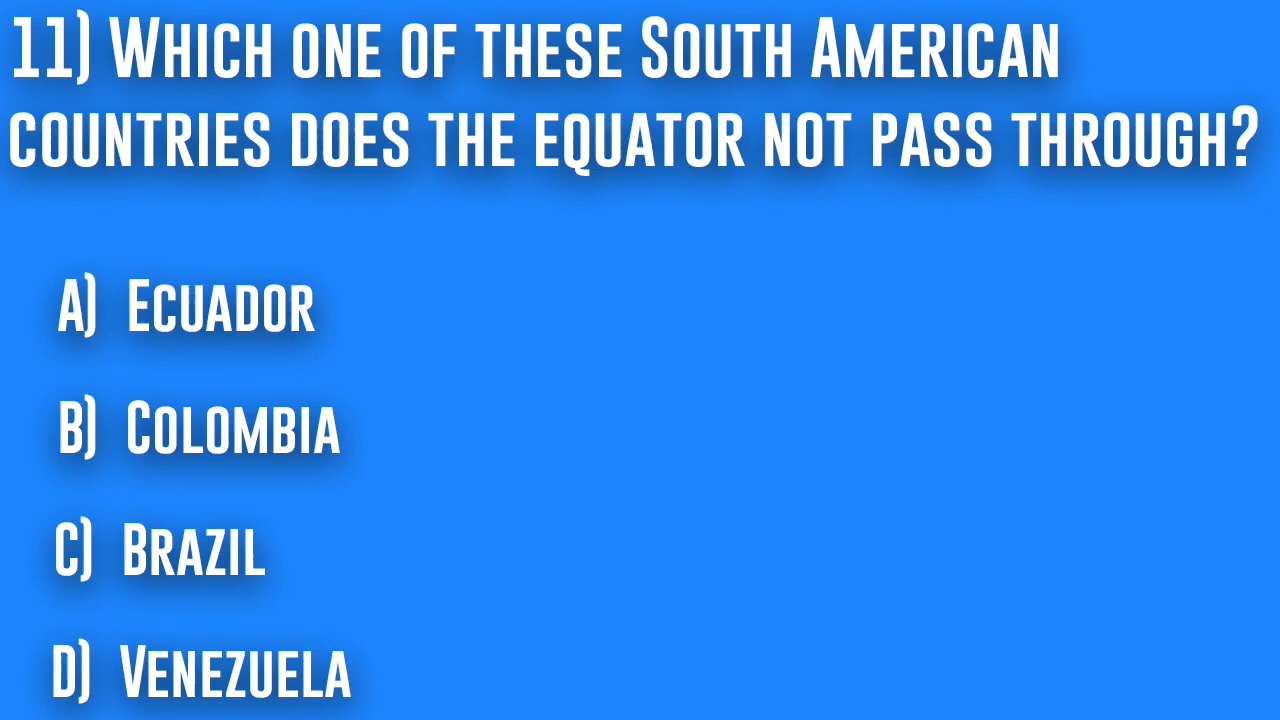 11) Which one of these South American
countries does the equator not pass through?
A) Ecuador
B) Colombia
C) Brazil
D) Venezuela